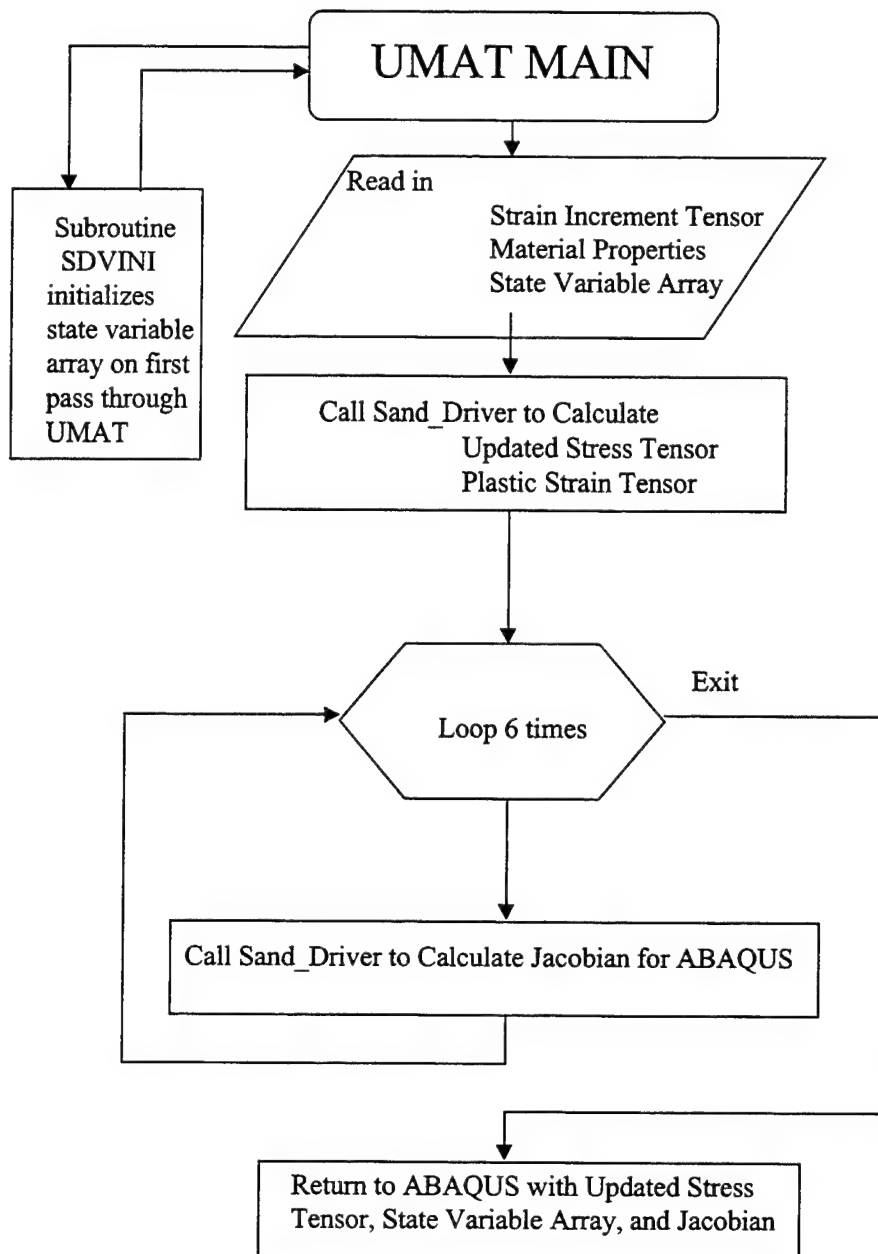 UMAT MAIN
Subroutine
SDVINI
initializes
state variable
array on first
pass through
UMAT
Read in
Strain Increment Tensor
Material Properties
State Variable Array
Call Sand_Driver to Calculate
Updated Stress Tensor
Plastic Strain Tensor
Loop 6 times
Exit
Call Sand_Driver to Calculate Jacobian for ABAQUS
Return to ABAQUS with Updated Stress
Tensor, State Variable Array, and Jacobian